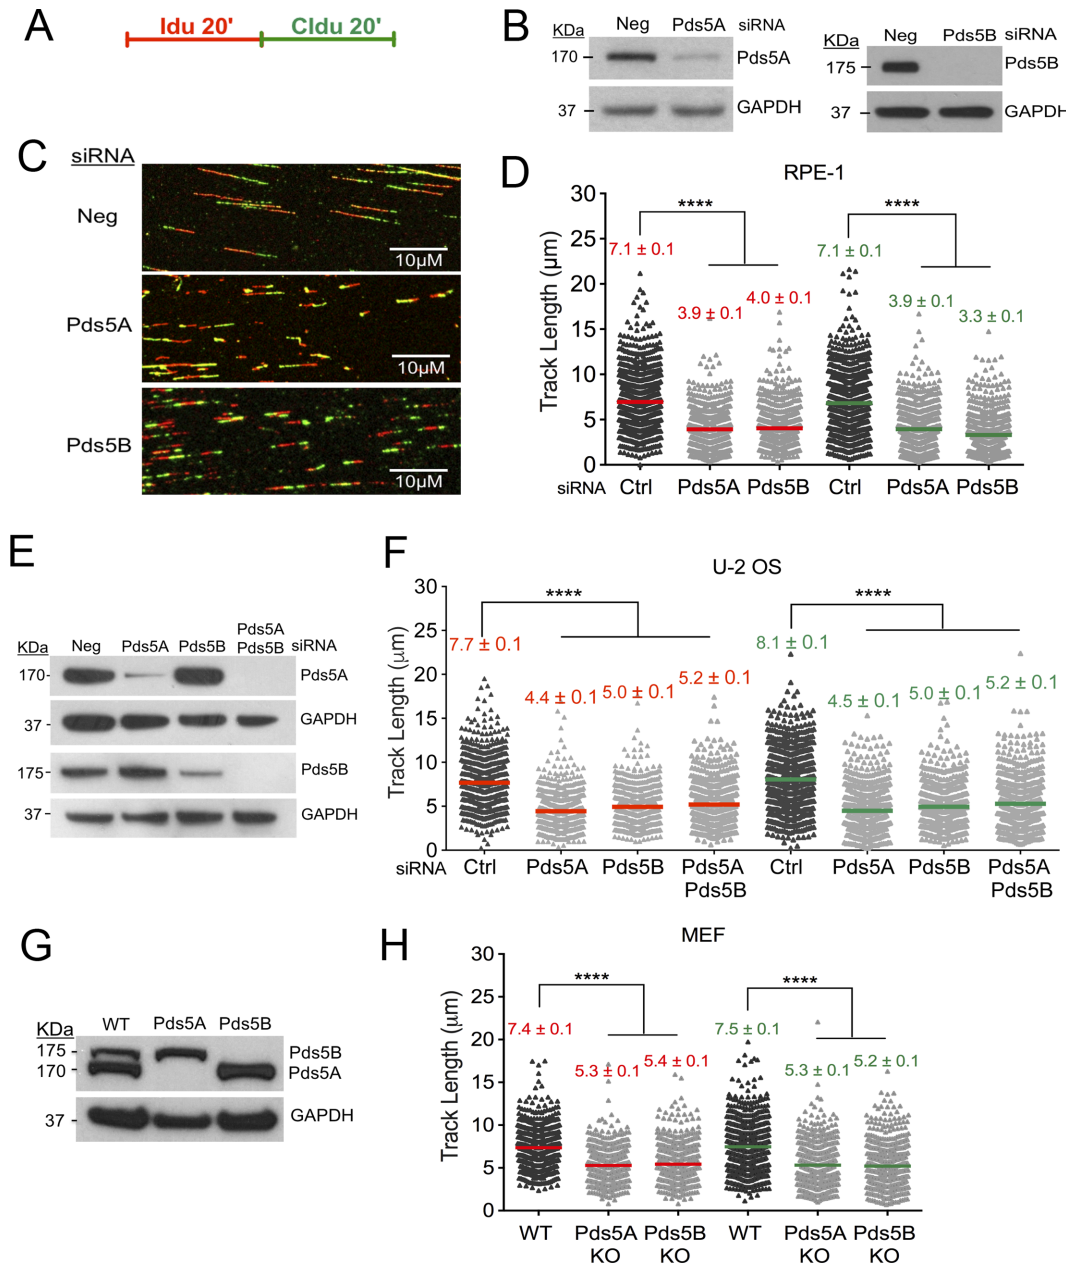 A
Idu 20'
Cldu 20'
B
KDa
Neg
Pds5A
siRNA
170
Pds5A
37
GAPDH
KDa
Neg
Pds5B
siRNA
175
Pds5B
37
GAPDH
C
siRNA
Neg
10µM
Pds5A
10µM
Pds5B
10µM
D
RPE-1
Track Length (µm)
30
25
20
15
10
5
0
****
****
7.1 ± 0.1
3.9 ± 0.1
4.0 ± 0.1
7.1 ± 0.1
3.9 ± 0.1
3.3 ± 0.1
siRNA
Ctrl
Pds5A
Pds5B
Ctrl
Pds5A
Pds5B
E
KDa
Neg
Pds5A
Pds5B
Pds5A
Pds5B
siRNA
170
Pds5A
37
GAPDH
175
Pds5B
37
GAPDH
F
U-2 OS
Track Length (µm)
30
25
20
15
10
5
0
****
****
7.7 ± 0.1
4.4 ± 0.1
5.0 ± 0.1
5.2 ± 0.1
8.1 ± 0.1
4.5 ± 0.1
5.0 ± 0.1
5.2 ± 0.1
siRNA
Ctrl
Pds5A
Pds5B
Pds5A
Pds5B
Ctrl
Pds5A
Pds5B
Pds5A
Pds5B
G
KDa
WT
Pds5A
Pds5B
175
Pds5B
170
Pds5A
37
GAPDH
H
MEF
Track Length (µm)
30
25
20
15
10
5
0
****
****
7.4 ± 0.1
5.3 ± 0.1
5.4 ± 0.1
7.5 ± 0.1
5.3 ± 0.1
5.2 ± 0.1
WT
Pds5A
KO
Pds5B
KO
WT
Pds5A
KO
Pds5B
KO